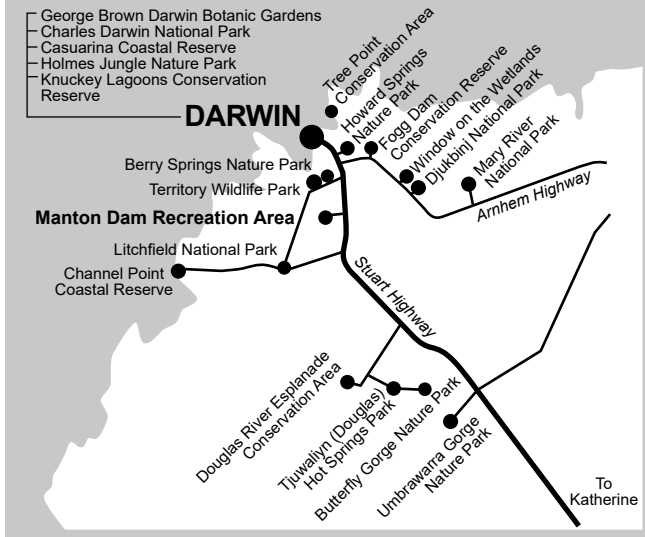 George Brown Darwin Botanic Gardens
Charles Darwin National Park
Casuarina Coastal Reserve
Holmes Jungle Nature Park
Knuckey Lagoons Conservation
Reserve
DARWIN
Tree Point
Conservation Area
Howard Springs
Nature Park
Fogg Dam
Conservation Reserve
Window on the Wetlands
Djukbinj National Park
Mary River
National Park
Arnhem Highway
Berry Springs Nature Park
Territory Wildlife Park
Manton Dam Recreation Area
Litchfield National Park
Channel Point
Coastal Reserve
Stuart Highway
Douglas River Esplanade
Conservation Area
Tjuwaliyn (Douglas)
Hot Springs Park
Butterfly Gorge Nature Park
Umbrawarra Gorge
Nature Park
To
Katherine